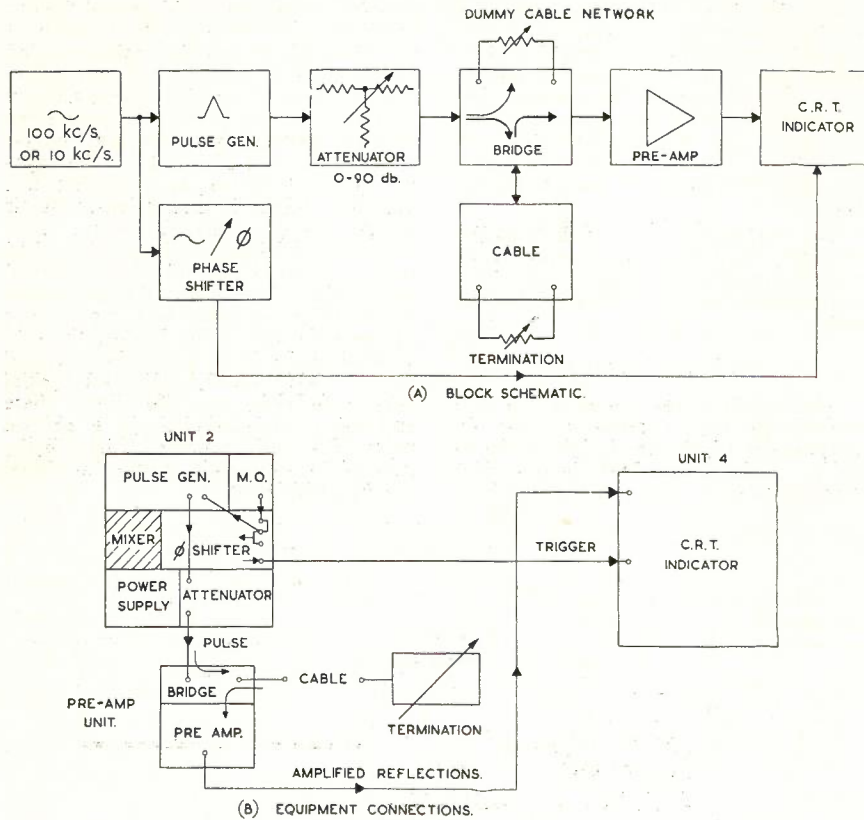 DUMMY CABLE NETWORK
100 kc/s.
OR 10 kc/s.
PULSE GEN.
ATTENUATOR
0-90 db.
BRIDGE
PRE-AMP
C.R.T.
INDICATOR
ϕ
PHASE
SHIFTER
CABLE
TERMINATION
(A) BLOCK SCHEMATIC.
UNIT 2
UNIT 4
PULSE GEN.
M.O.
MIXER
ϕ SHIFTER
TRIGGER
C.R.T.
INDICATOR
POWER
SUPPLY
ATTENUATOR
PULSE
BRIDGE
CABLE
PRE-AMP
UNIT.
PRE AMP.
TERMINATION
AMPLIFIED REFLECTIONS.
(B) EQUIPMENT CONNECTIONS.